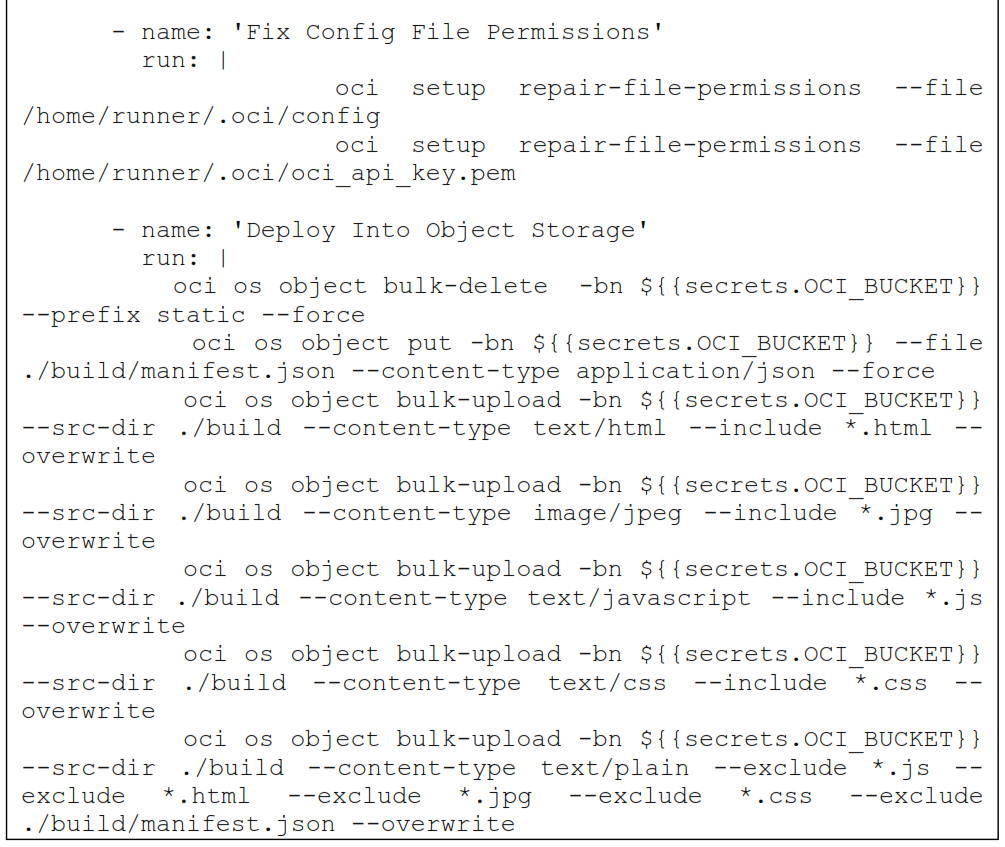 - name: 'Fix Config File Permissions'
run: |
oci setup repair-file-permissions --file
/home/runner/.oci/config
oci setup repair-file-permissions --file
/home/runner/.oci/oci_api_key.pem
- name: 'Deploy Into Object Storage'
run: |
oci os object bulk-delete -bn ${{secrets.OCI_BUCKET}}
--prefix static --force
oci os object put -bn ${{secrets.OCI_BUCKET}} --file
./build/manifest.json --content-type application/json --force
oci os object bulk-upload -bn ${{secrets.OCI_BUCKET}}
--src-dir ./build --content-type text/html --include *.html --
overwrite
oci os object bulk-upload -bn ${{secrets.OCI_BUCKET}}
--src-dir ./build --content-type image/jpeg --include *.jpg --
overwrite
oci os object bulk-upload -bn ${{secrets.OCI_BUCKET}}
--src-dir ./build --content-type text/javascript --include *.js
--overwrite
oci os object bulk-upload -bn ${{secrets.OCI_BUCKET}}
--src-dir ./build --content-type text/css --include *.css --
overwrite
oci os object bulk-upload -bn ${{secrets.OCI_BUCKET}}
--src-dir ./build --content-type text/plain --exclude *.js --
exclude *.html --exclude *.jpg --exclude *.css --exclude
./build/manifest.json --overwrite